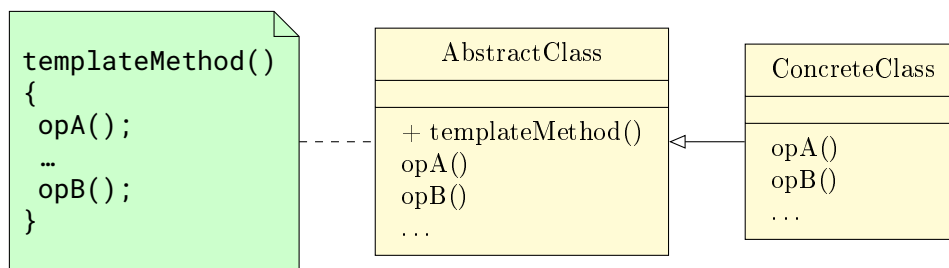 templateMethod()
{
opA();
…
opB();
}
AbstractClass
+ templateMethod()
opA()
opB()
...
ConcreteClass
opA()
opB()
...